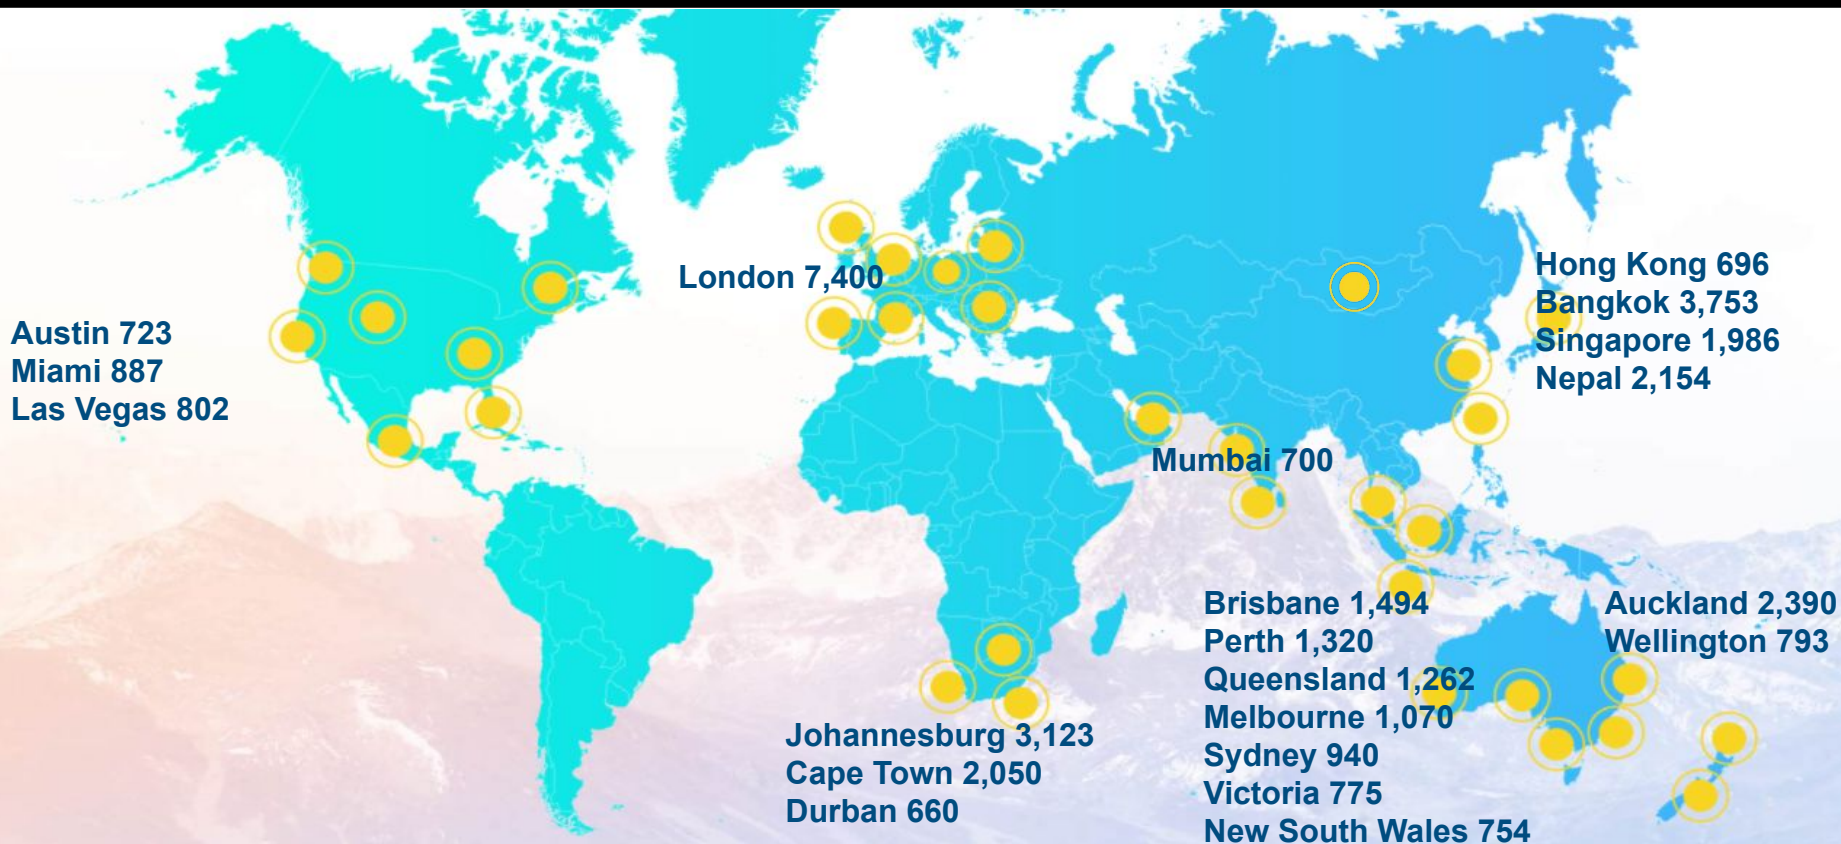 Austin 723
Miami 887
Las Vegas 802
London 7,400
Hong Kong 696
Bangkok 3,753
Singapore 1,986
Nepal 2,154
Mumbai 700
Johannesburg 3,123
Cape Town 2,050
Durban 660
Brisbane 1,494
Perth 1,320
Queensland 1,262
Melbourne 1,070
Sydney 940
Victoria 775
New South Wales 754
Auckland 2,390
Wellington 793